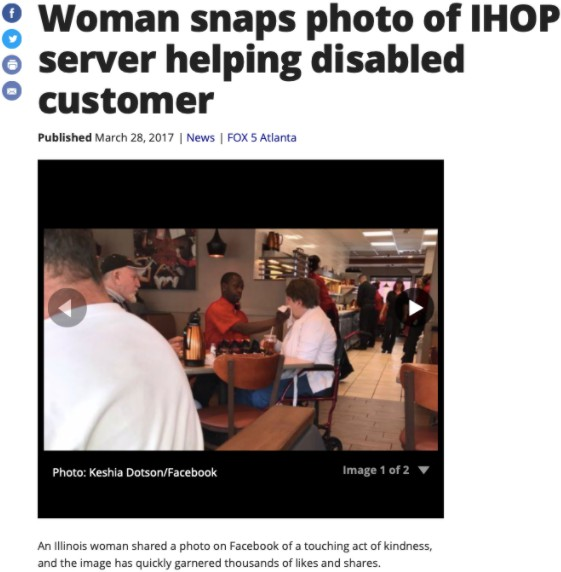 Woman snaps photo of IHOP
server helping disabled
customer
Published March 28, 2017 | News | FOX 5 Atlanta
Photo: Keshia Dotson/Facebook
Image 1 of 2
An Illinois woman shared a photo on Facebook of a touching act of kindness,
and the image has quickly garnered thousands of likes and shares.